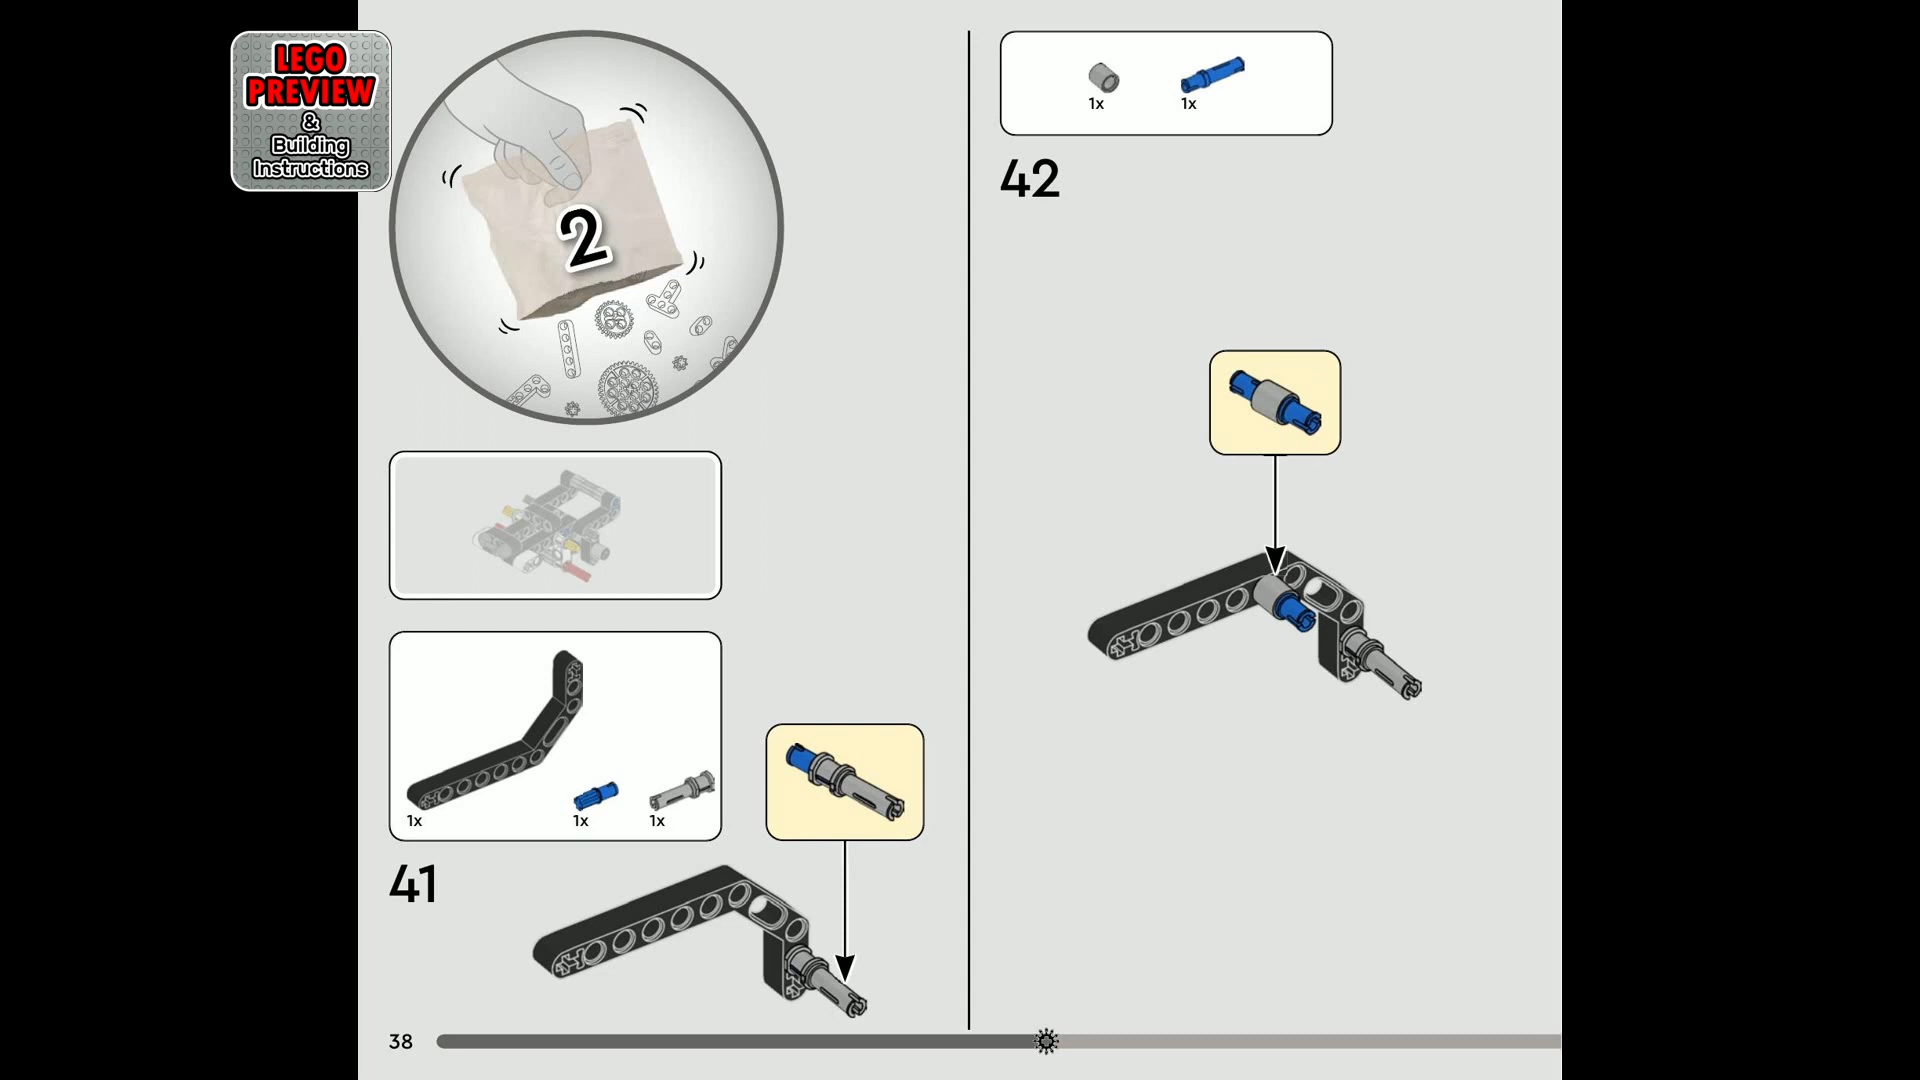 LEGO
PREVIEW
&
Building
Instructions
2
1x
1x
1x
41
1x
1x
42
38